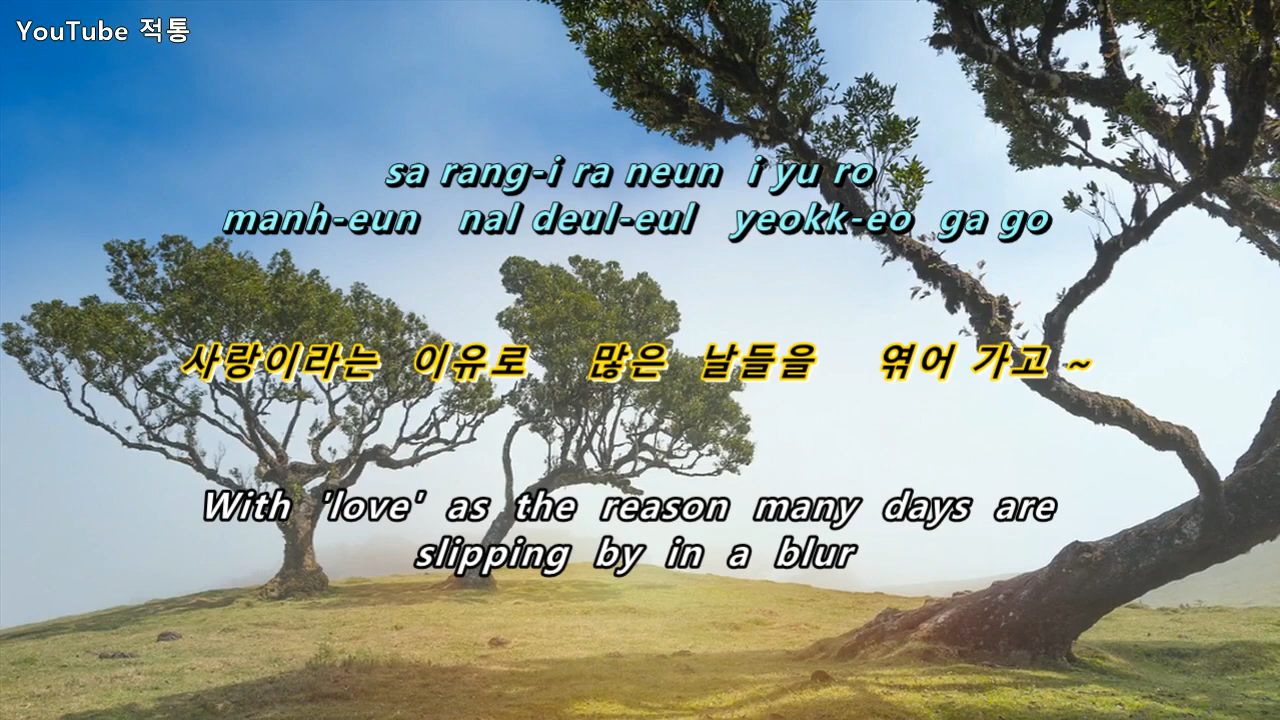 YouTube 적통
sa rang-i ra neun i yu ro
manh-eun nal deul-eul yeokk-eo ga go
사랑이라는 이유로 많은 날들을 엮어 가고 ~
With 'love' as the reason many days are
slipping by in a blur